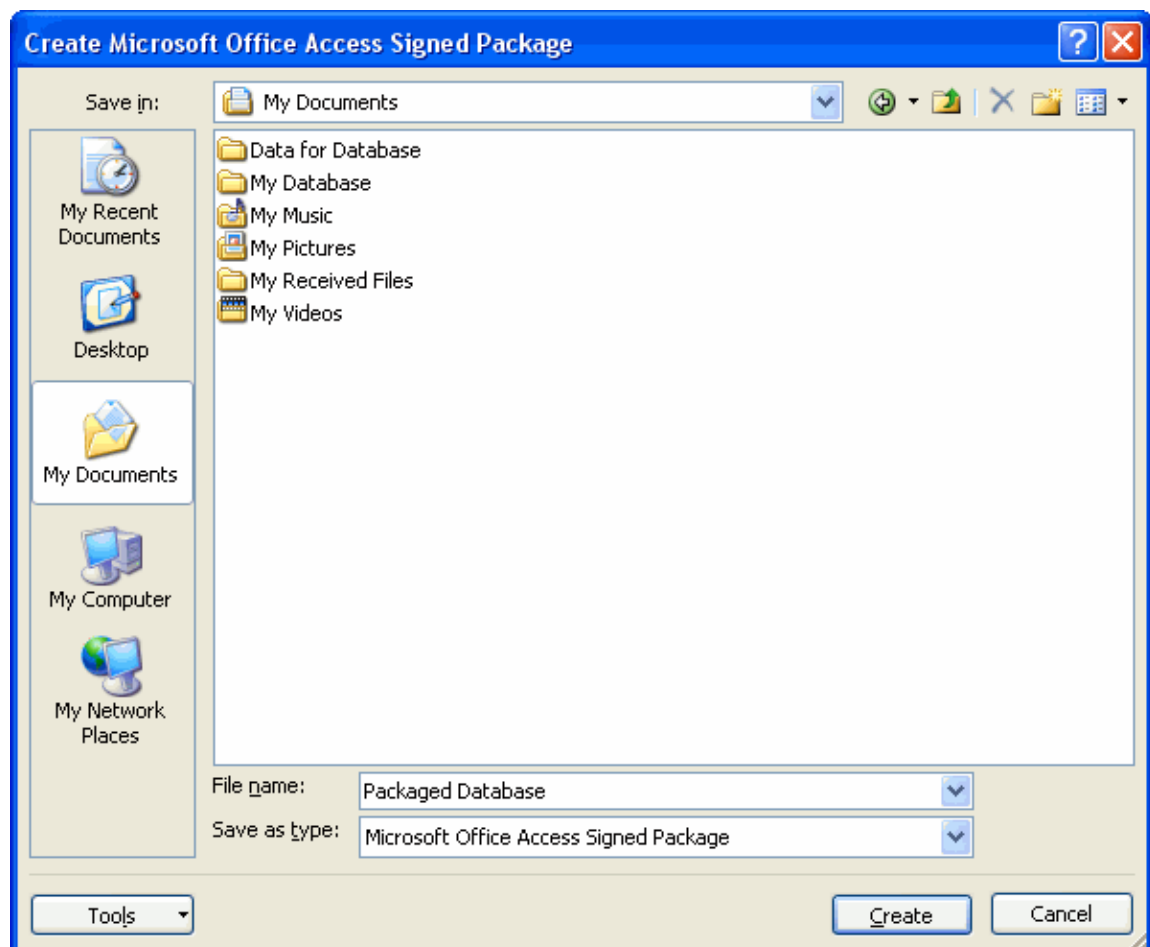 Create Microsoft Office Access Signed Package
Save in:
My Documents
My Recent
Documents
Desktop
My Documents
My Computer
My Network
Places
Data for Database
My Database
My Music
My Pictures
My Received Files
My Videos
File name:
Packaged Database
Save as type:
Microsoft Office Access Signed Package
Tools
Create
Cancel